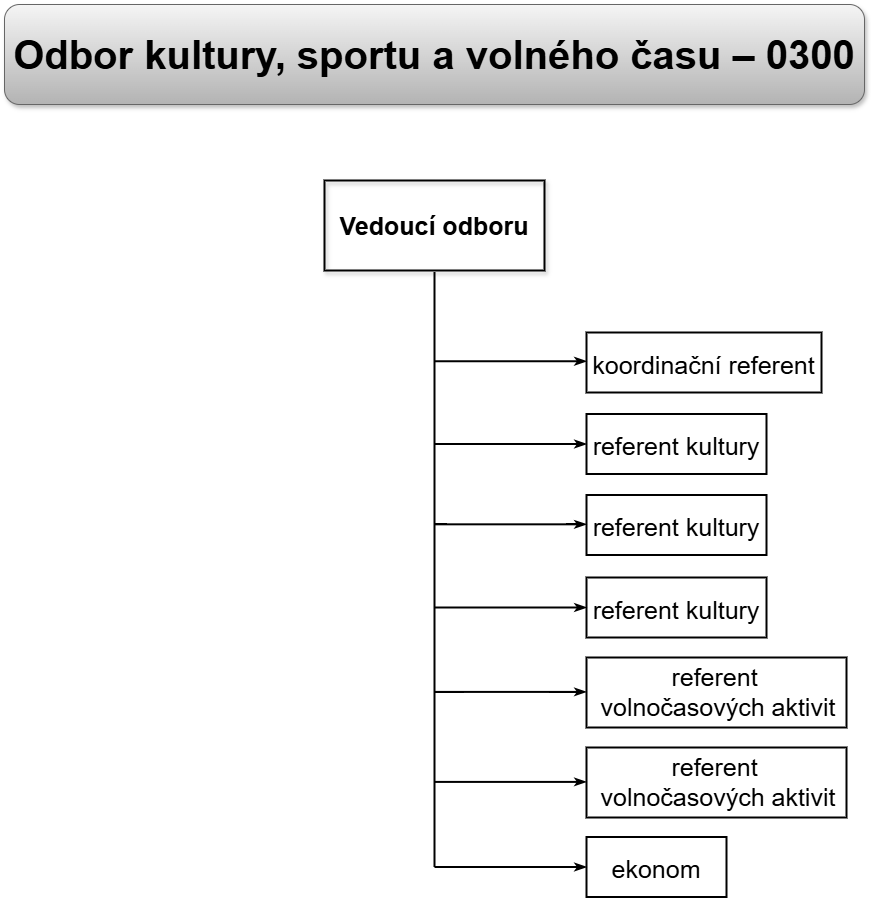 Odbor kultury, sportu a volného času – 0300
Vedoucí odboru
koordinační referent
referent kultury
referent kultury
referent kultury
referent
volnočasových aktivit
referent
volnočasových aktivit
ekonom